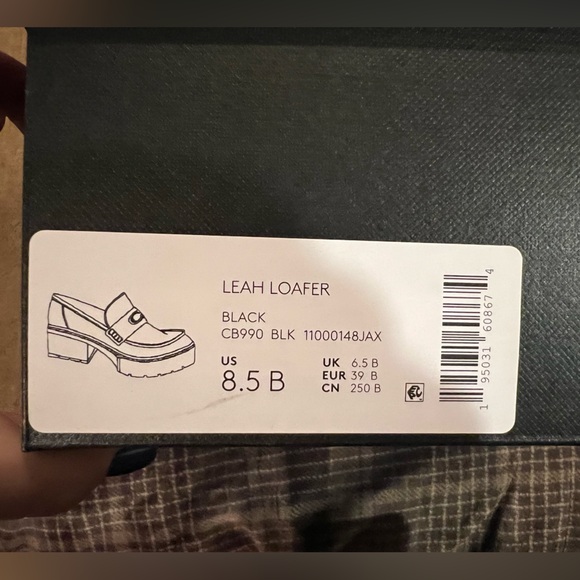 LEAH LOAFER
BLACK
CB990 BLK 11000148JAX
US
8.5 B
UK 6.5 B
EUR 39 B
CN 250 B
1 95031 60867 4